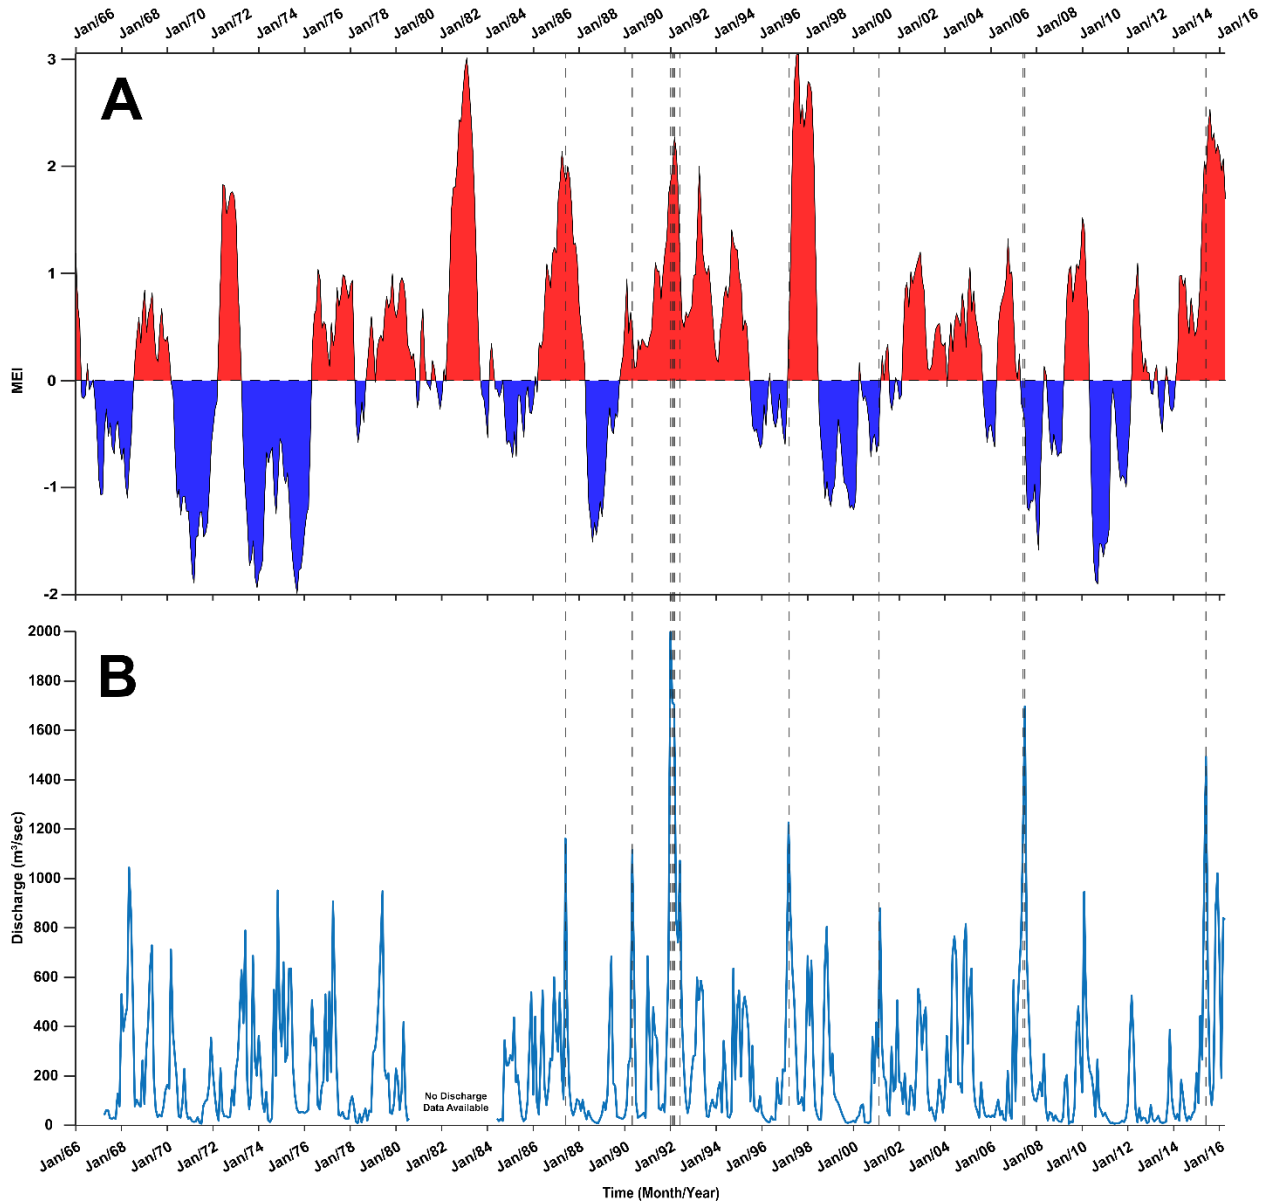 Jan/66 Jan/68 Jan/70 Jan/72 Jan/74 Jan/76 Jan/78 Jan/80 Jan/82 Jan/84 Jan/86 Jan/88 Jan/90 Jan/92 Jan/94 Jan/96 Jan/98 Jan/00 Jan/02 Jan/04 Jan/06 Jan/08 Jan/10 Jan/12 Jan/14 Jan/16
A
3
2
1
0
-1
-2
MEI
B
2000
1800
1600
1400
1200
1000
800
600
400
200
0
Discharge (m³/sec)
No Discharge
Data Available
Jan/66 Jan/68 Jan/70 Jan/72 Jan/74 Jan/76 Jan/78 Jan/80 Jan/82 Jan/84 Jan/86 Jan/88 Jan/90 Jan/92 Jan/94 Jan/96 Jan/98 Jan/00 Jan/02 Jan/04 Jan/06 Jan/08 Jan/10 Jan/12 Jan/14 Jan/16
Time (Month/Year)